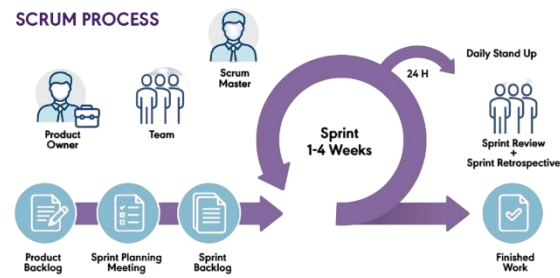 SCRUM PROCESS
Scrum
Master
Product
Owner
Team
Daily Stand Up
24 H
Sprint
1-4 Weeks
Sprint Review
+
Sprint Retrospective
Product
Backlog
Sprint Planning
Meeting
Sprint
Backlog
Finished
Work